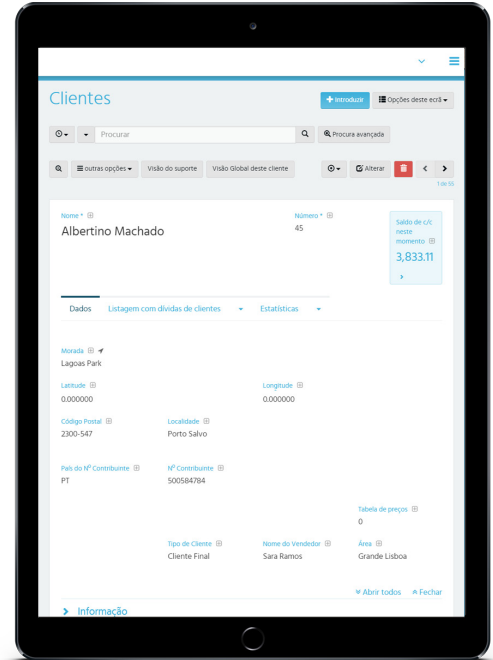 Clientes
Introduzir Opções deste ecrã
Procurar Procura avançada
outras opções Visão do suporte Visão Global deste cliente Alterar
1 de 55
Nome * Número *
Albertino Machado 45
Saldo de c/c
neste
momento
3,833.11
Dados Listagem com dívidas de clientes Estatísticas
Morada
Lagoas Park
Latitude Longitude
0.000000 0.000000
Código Postal Localidade
2300-547 Porto Salvo
País do Nº Contribuinte Nº Contribuinte
PT 500584784
Tabela de preços
0
Tipo de Cliente Nome do Vendedor Área
Cliente Final Sara Ramos Grande Lisboa
Abrir todos Fechar
Informação